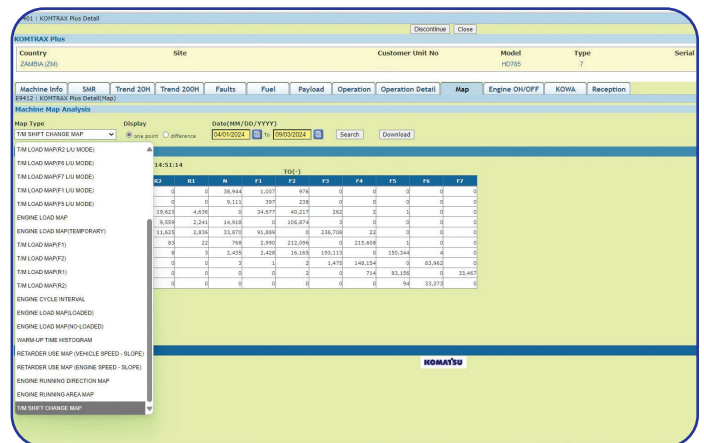 401 : KOMTRAX Plus Detail
Discontinue Close
KOMTRAX Plus
Country Site Customer Unit No Model Type Serial
ZAMBIA (ZM) HD785 7
Machine Info SMR Trend 20H Trend 200H Faults Fuel Payload Operation Operation Detail Map Engine ON/OFF KOWA Reception
E9412 : KOMTRAX Plus Detail(Map)
Machine Map Analysis
Map Type Display Date(MM/DD/YYYY)
T/M SHIFT CHANGE MAP one point difference 04/01/2024 To 09/03/2024 Search Download
T/M LOAD MAP(R2 L/U MODE)
T/M LOAD MAP(F6 L/U MODE)
T/M LOAD MAP(F7 L/U MODE)
T/M LOAD MAP(F1 L/U MODE)
T/M LOAD MAP(F5 L/U MODE)
ENGINE LOAD MAP
ENGINE LOAD MAP(TEMPORARY)
T/M LOAD MAP(F1)
T/M LOAD MAP(F2)
T/M LOAD MAP(R1)
T/M LOAD MAP(R2)
ENGINE CYCLE INTERVAL
ENGINE LOAD MAP(LOADED)
ENGINE LOAD MAP(NO-LOADED)
WARM-UP TIME HISTOGRAM
RETARDER USE MAP (VEHICLE SPEED - SLOPE)
RETARDER USE MAP (ENGINE SPEED - SLOPE)
ENGINE RUNNING DIRECTION MAP
ENGINE RUNNING AREA MAP
T/M SHIFT CHANGE MAP
14:51:14
TO(-)
R2 R1 N F1 F2 F3 F4 F5 F6 F7
0 0 38,944 1,007 976 0 0 0 0 0
0 0 9,111 397 238 0 0 0 0 0
19,623 4,636 0 34,677 40,217 262 2 1 0 0
9,559 2,241 14,918 0 106,874 3 0 0 0 0
11,625 2,836 33,870 91,889 0 236,708 22 0 0 0
83 22 768 2,990 212,096 0 215,608 1 0 0
8 3 2,435 2,428 16,165 193,113 0 150,344 4 0
0 0 3 1 2 1,475 148,154 0 83,962 0
0 0 0 0 2 0 714 83,156 0 33,467
0 0 0 0 0 0 0 94 33,373 0
KOMATSU